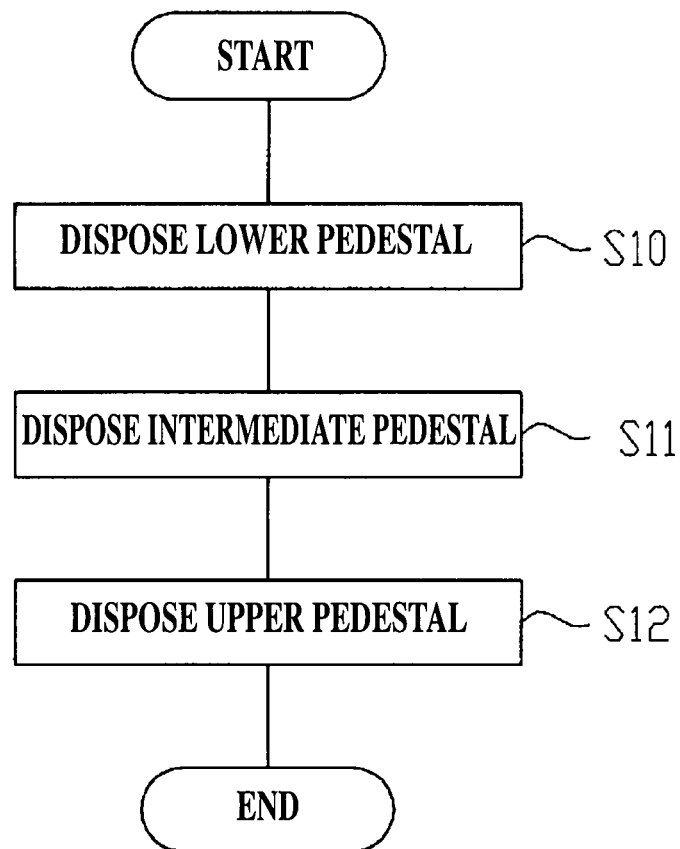 START
DISPOSE LOWER PEDESTAL
S10
DISPOSE INTERMEDIATE PEDESTAL
S11
DISPOSE UPPER PEDESTAL
S12
END